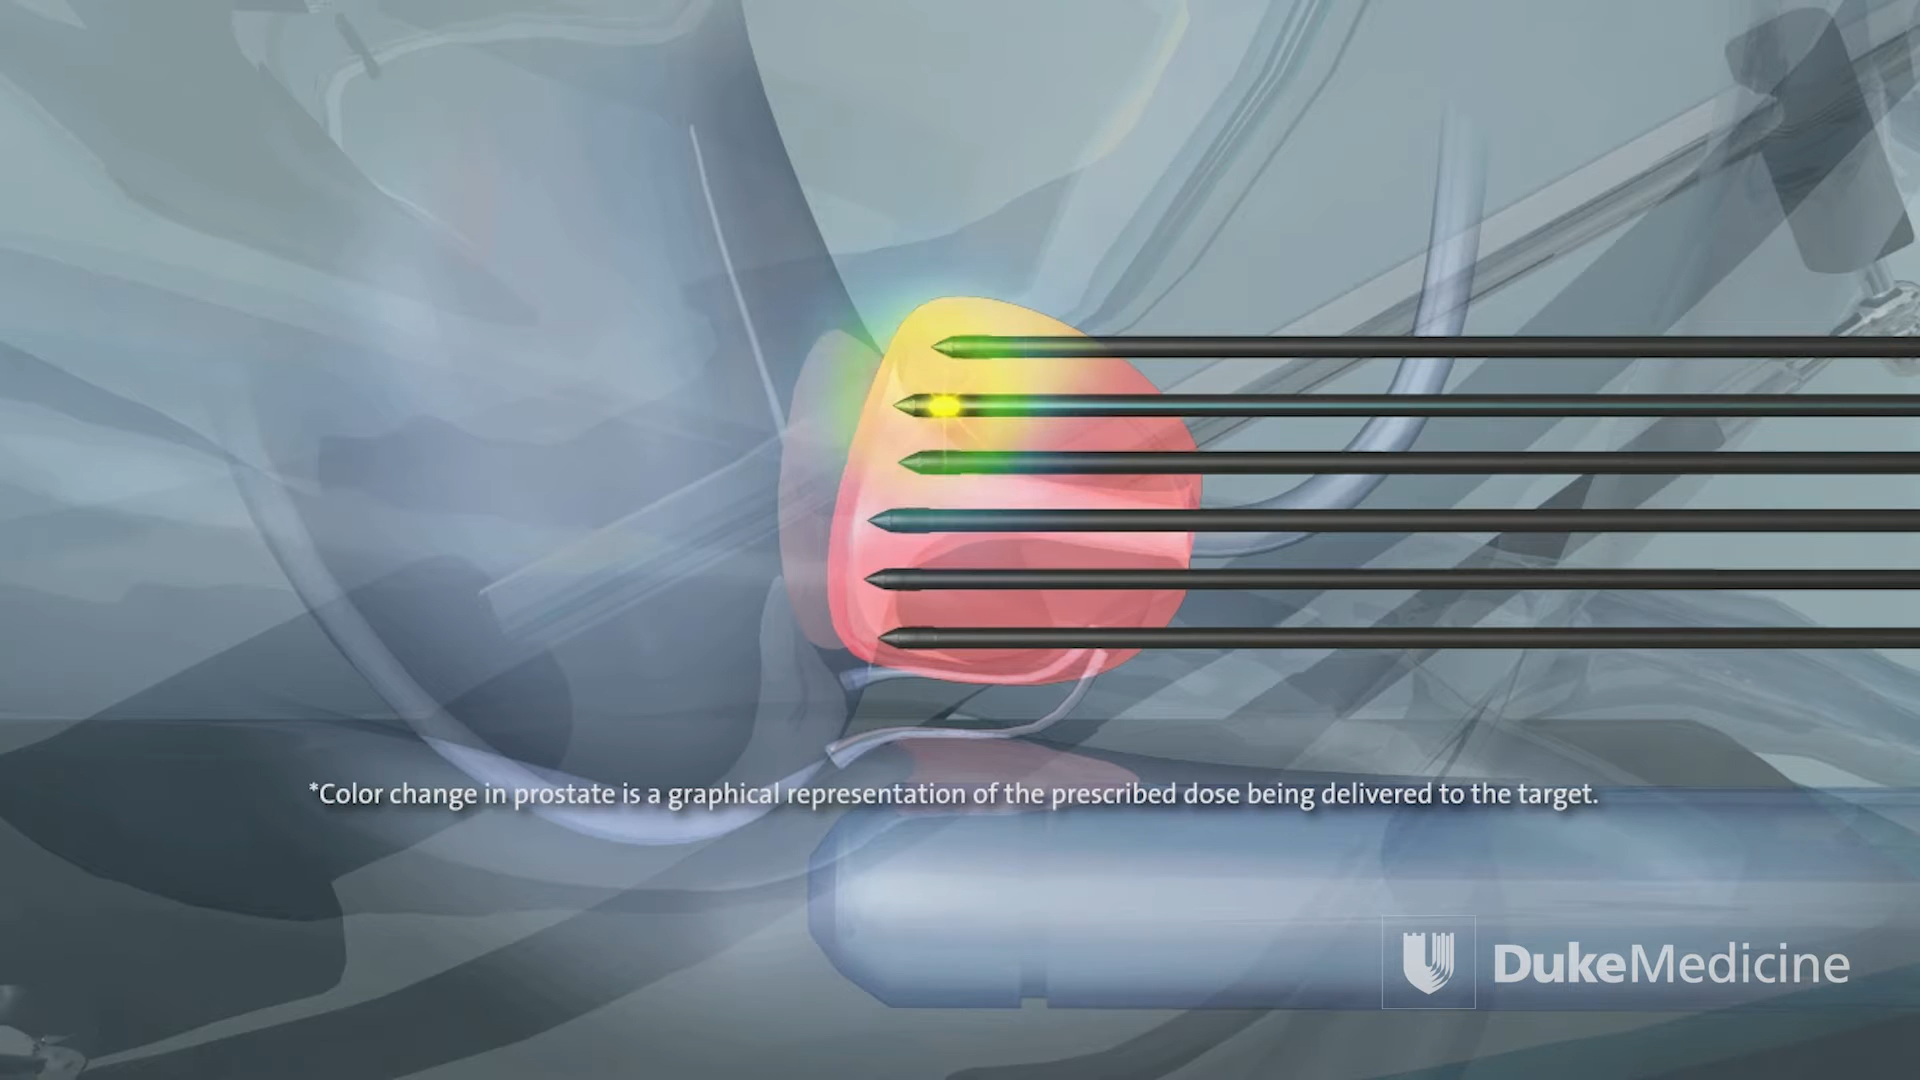 *Color change in prostate is a graphical representation of the prescribed dose being delivered to the target.
DukeMedicine